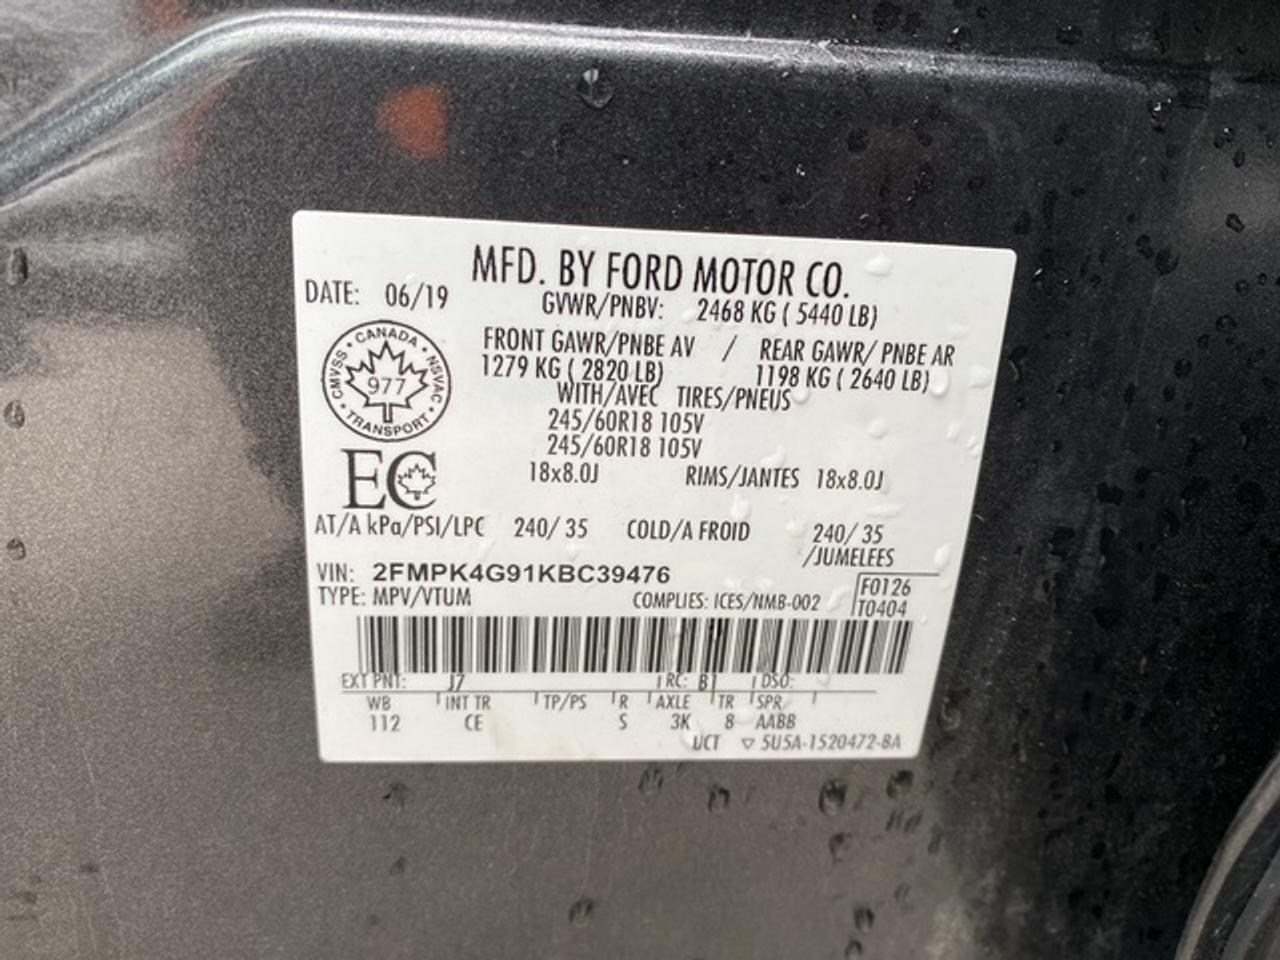 MFD. BY FORD MOTOR CO.
DATE: 06/19
GVWR/PNBV: 2468 KG ( 5440 LB)
FRONT GAWR/PNBE AV / REAR GAWR/ PNBE AR
1279 KG ( 2820 LB) 1198 KG ( 2640 LB)
WITH/AVEC TIRES/PNEUS
245/60R18 105V
245/60R18 105V
18x8.0J RIMS/JANTES 18x8.0J
CANADA
CMVSS 977 NSVAC
TRANSPORT
EC
AT/A kPa/PSI/LPC 240/ 35 COLD/A FROID 240/ 35
/JUMELEES
VIN: 2FMPK4G91KBC39476
F0126
TYPE: MPV/VTUM COMPLIES: ICES/NMB-002 T0404
EXT PNT: J7 RC: B1 DSO:
WB INT TR TP/PS R AXLE TR SPR
112 CE S 3K 8 AABB
UCT ▽ 5U5A-1520472-BA